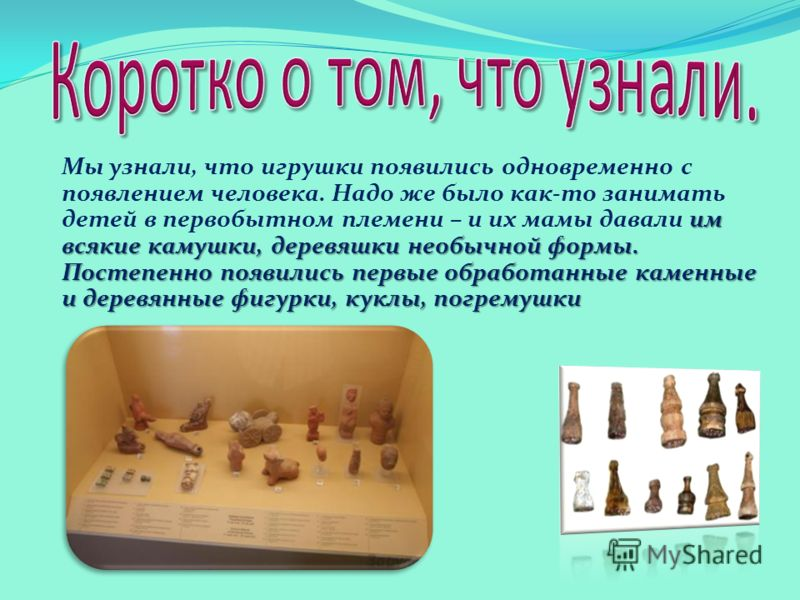 Коротко о том, что узнали.
Мы узнали, что игрушки появились одновременно с
появлением человека. Надо же было как-то занимать
детей в первобытном племени – и их мамы давали им
всякие камушки, деревяшки необычной формы.
Постепенно появились первые обработанные каменные
и деревянные фигурки, куклы, погремушки
MyShared